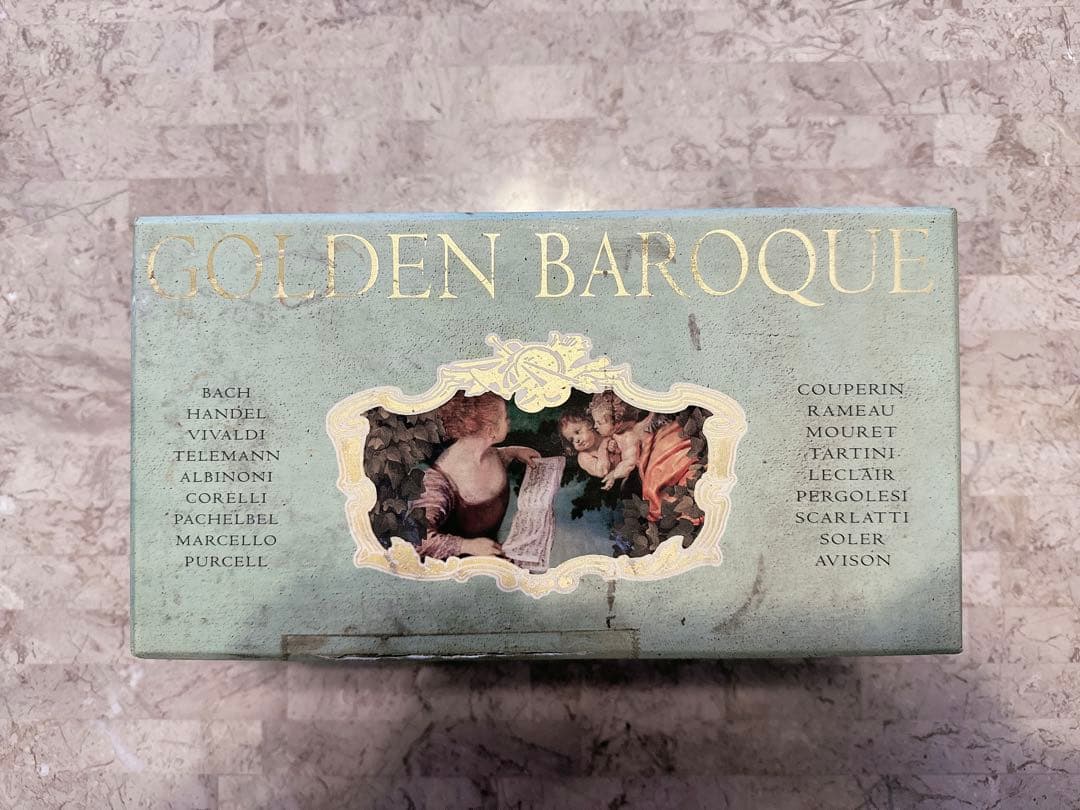 GOLDEN BAROQUE
BACH
HANDEL
VIVALDI
TELEMANN
ALBINONI
CORELLI
PACHELBEL
MARCELLO
PURCELL
COUPERIN
RAMEAU
MOURET
TARTINI
LECLAIR
PERGOLESI
SCARLATTI
SOLER
AVISON